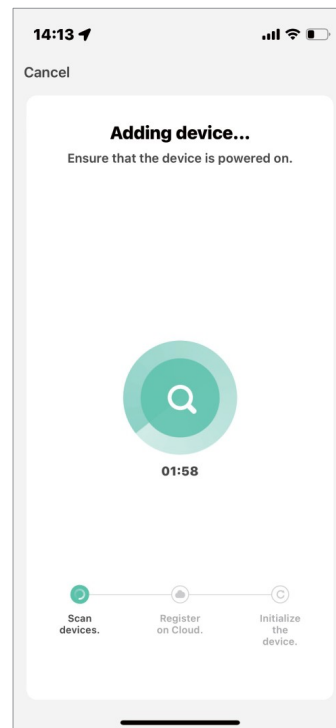 14:13
Cancel
Adding device...
Ensure that the device is powered on.
01:58
Scan
devices.
Register
on Cloud.
Initialize
the
device.